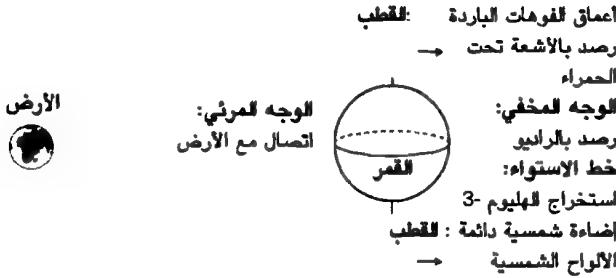 القطب: أعماق الفوهات الباردة
رصد بالأشعة تحت
الحمراء
الوجه المخفي:
رصد بالراديو
خط الاستواء:
استخراج الهليوم -3
القطب : إضاءة شمسية دائمة
الألواح الشمسية
الوجه المرئي:
اتصال مع الأرض
القمر
الأرض